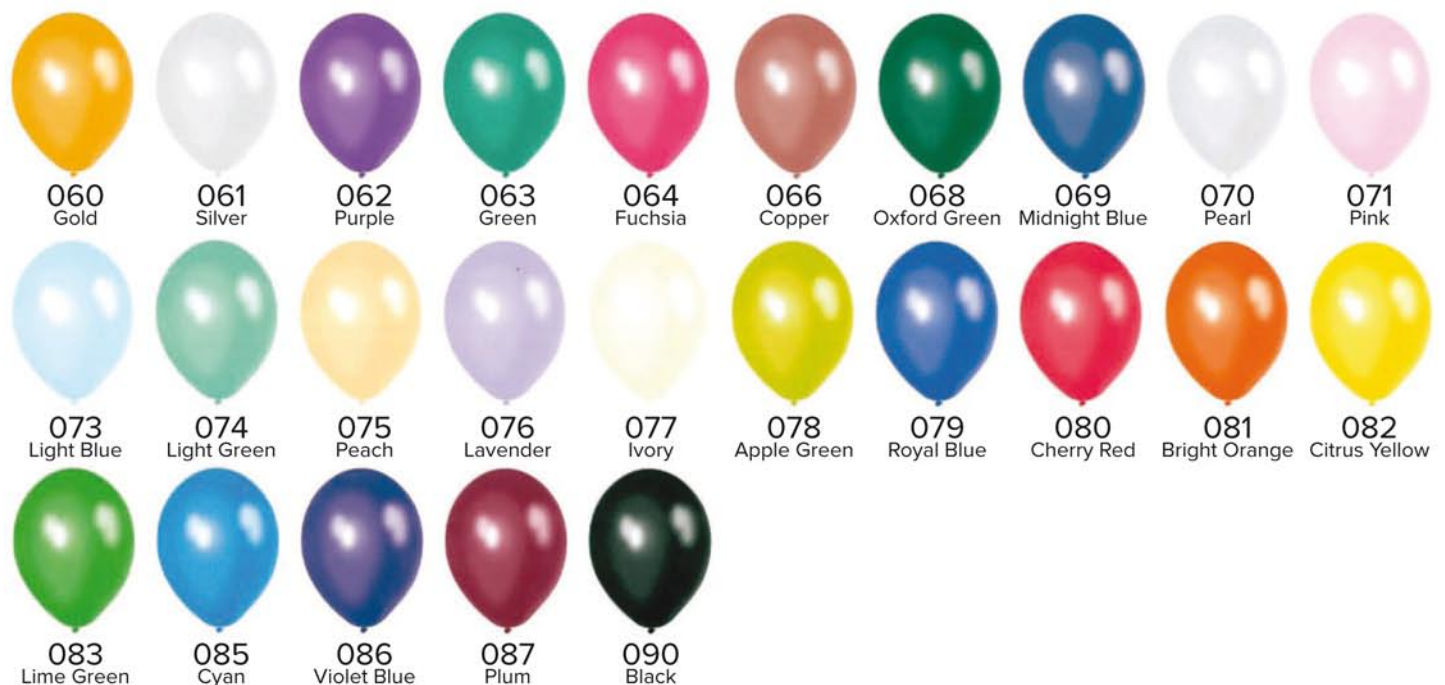 060 061 062 063 064 066 068 069 070 071
Gold Silver Purple Green Fuchsia Copper Oxford Green Midnight Blue Pearl Pink
073 074 075 076 077 078 079 080 081 082
Light Blue Light Green Peach Lavender Ivory Apple Green Royal Blue Cherry Red Bright Orange Citrus Yellow
083 085 086 087 090
Lime Green Cyan Violet Blue Plum Black